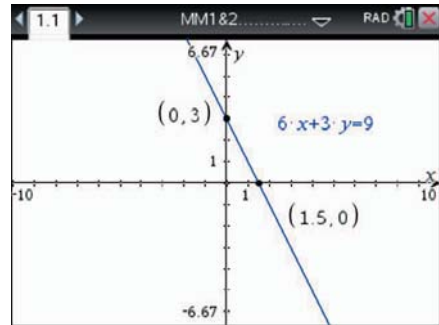 1.1 MM1&2............. RAD
6.67 y
(0,3)
6·x+3·y=9
1
x
-10 1 10
(1.5,0)
-6.67